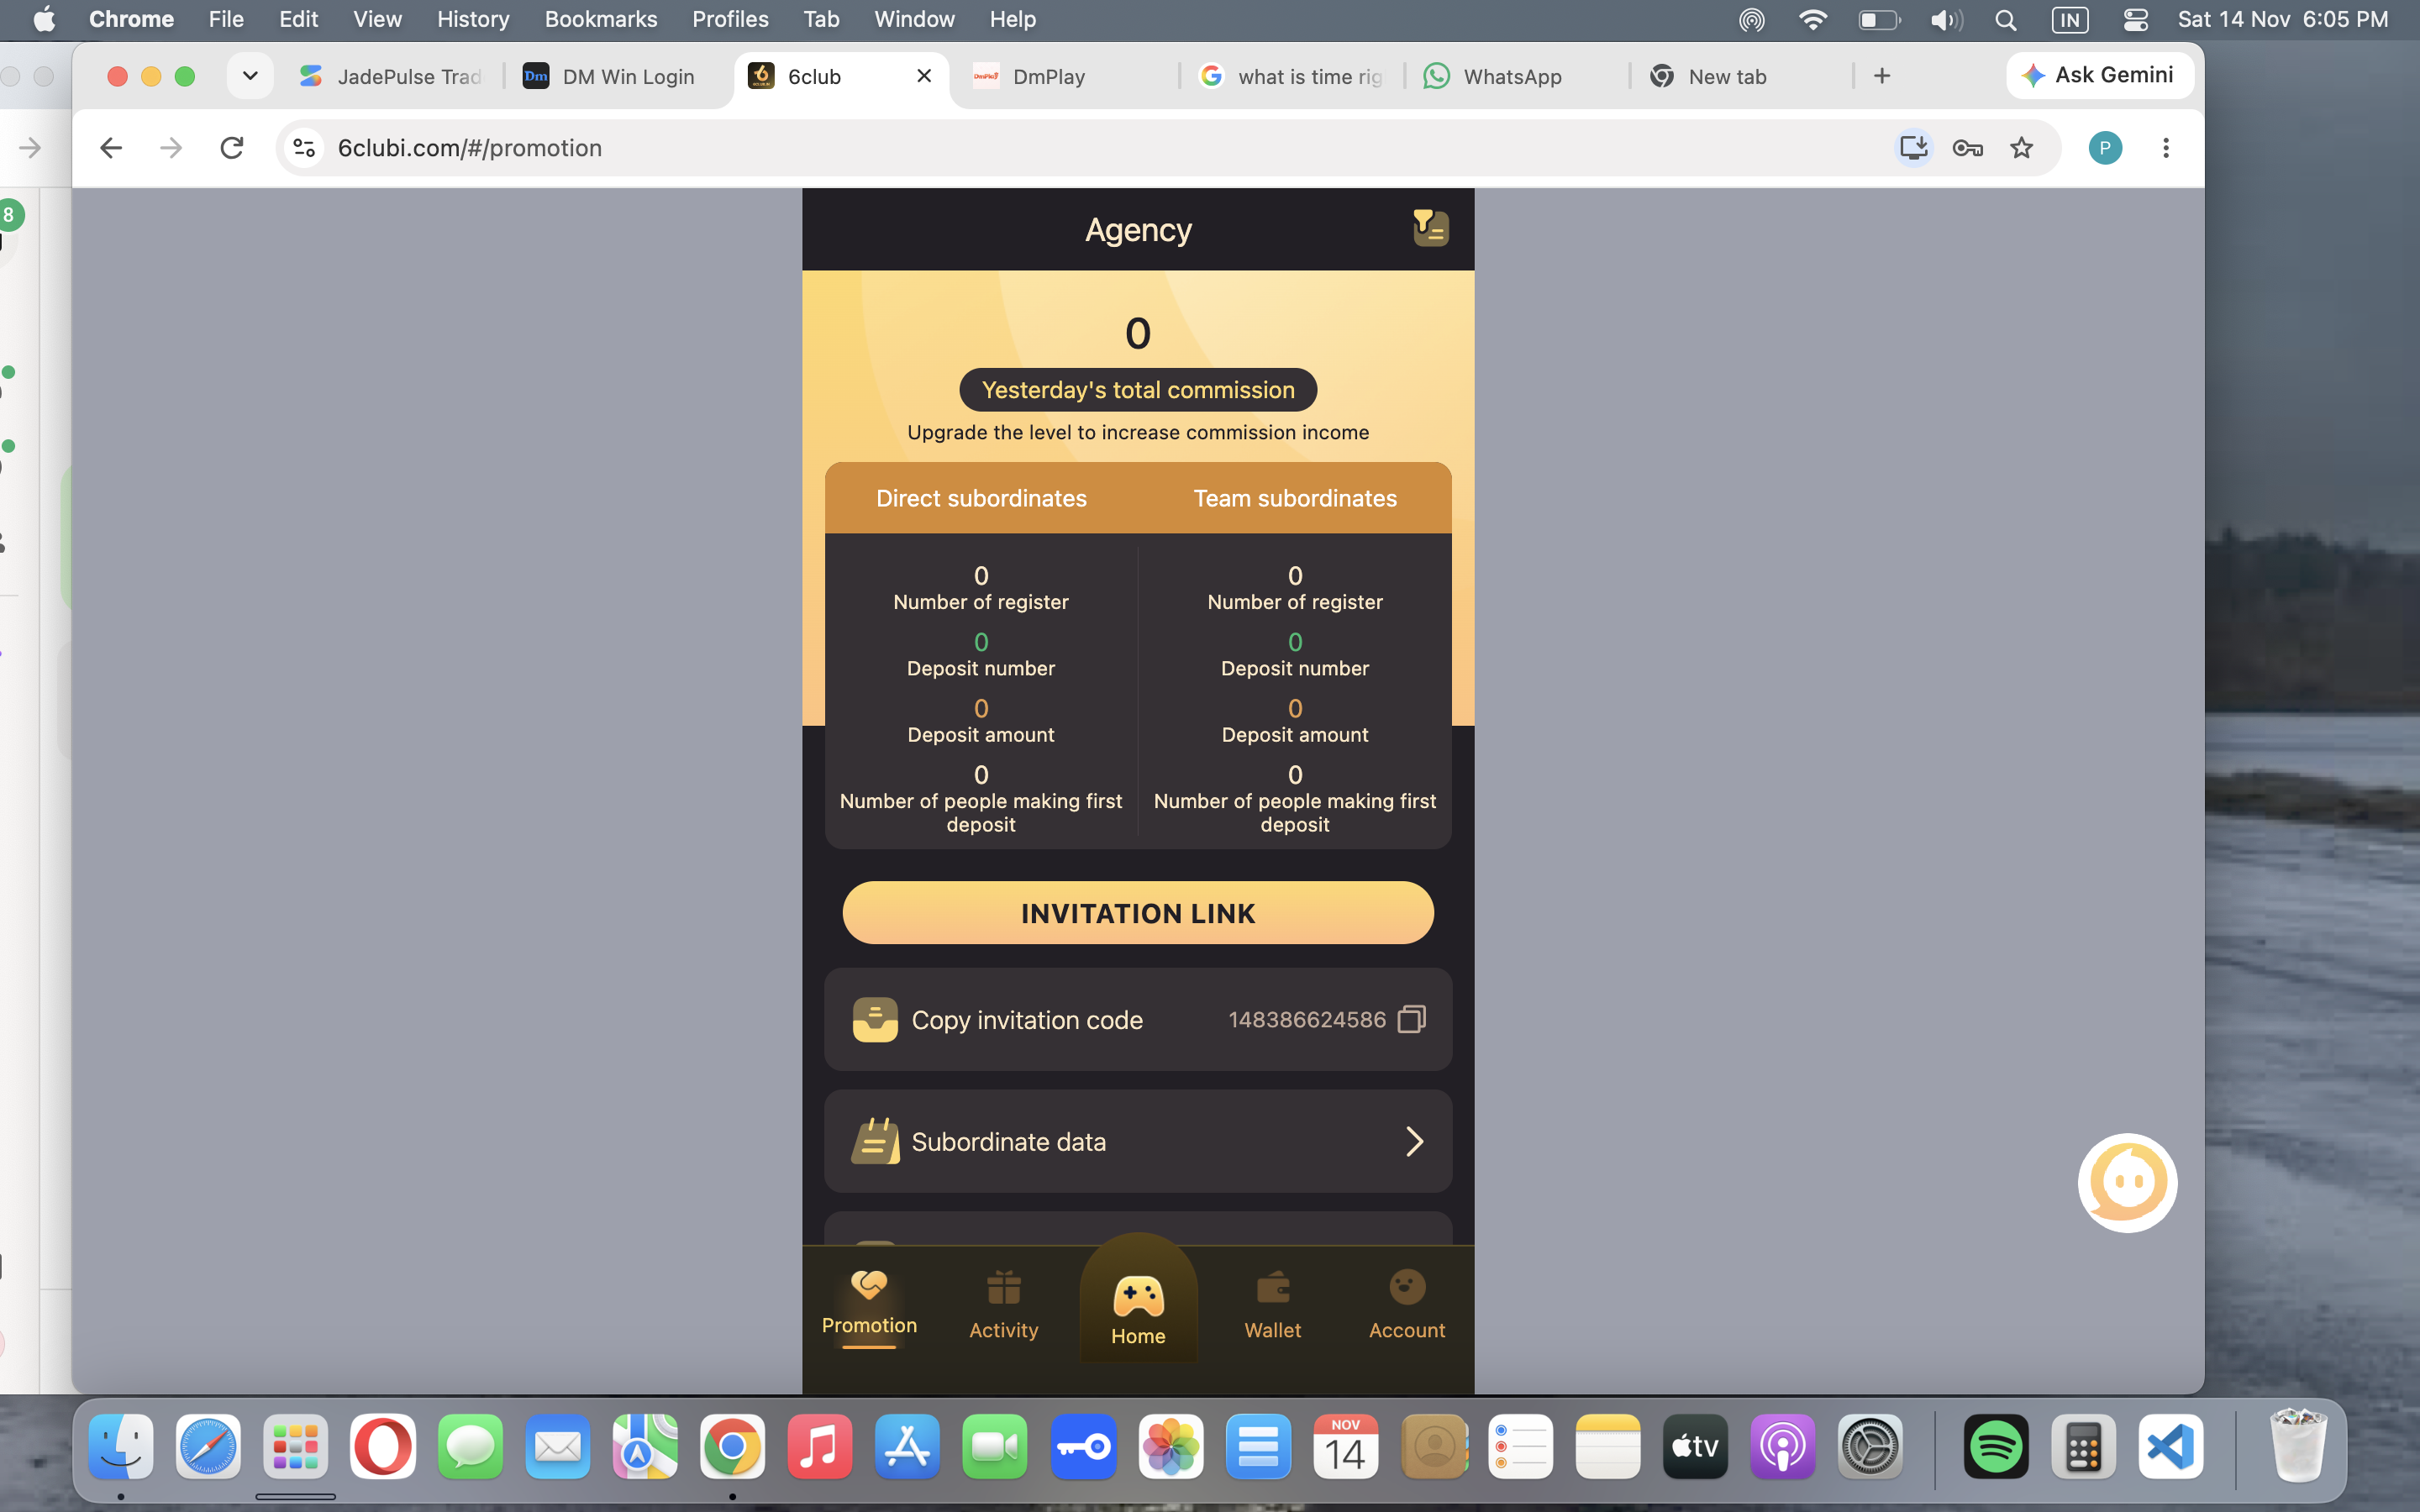 Chrome File Edit View History Bookmarks Profiles Tab Window Help IN Sat 14 Nov 6:05 PM
JadePulse Trad Dm DM Win Login 6club DmPlay what is time rig WhatsApp New tab Ask Gemini
6clubi.com/#/promotion P
8
Agency
0
Yesterday's total commission
Upgrade the level to increase commission income
Direct subordinates Team subordinates
0 0
Number of register Number of register
0 0
Deposit number Deposit number
0 0
Deposit amount Deposit amount
0 0
Number of people making first Number of people making first
deposit deposit
INVITATION LINK
Copy invitation code 148386624586
Subordinate data
Promotion Activity Home Wallet Account
NOV
14
tv